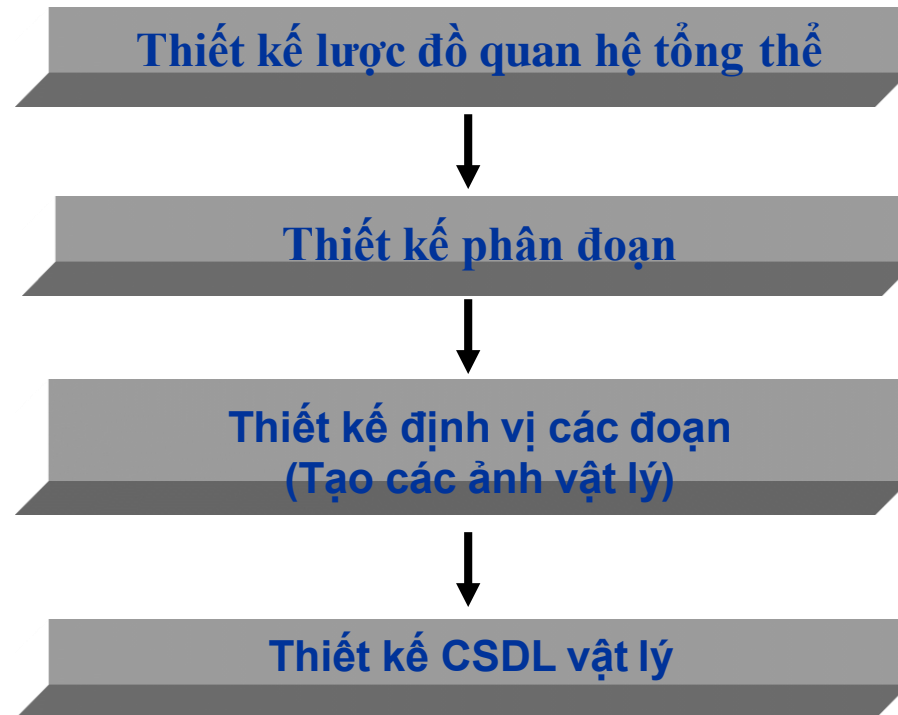 Thiết kế lược đồ quan hệ tổng thể
Thiết kế phân đoạn
Thiết kế định vị các đoạn
(Tạo các ảnh vật lý)
Thiết kế CSDL vật lý